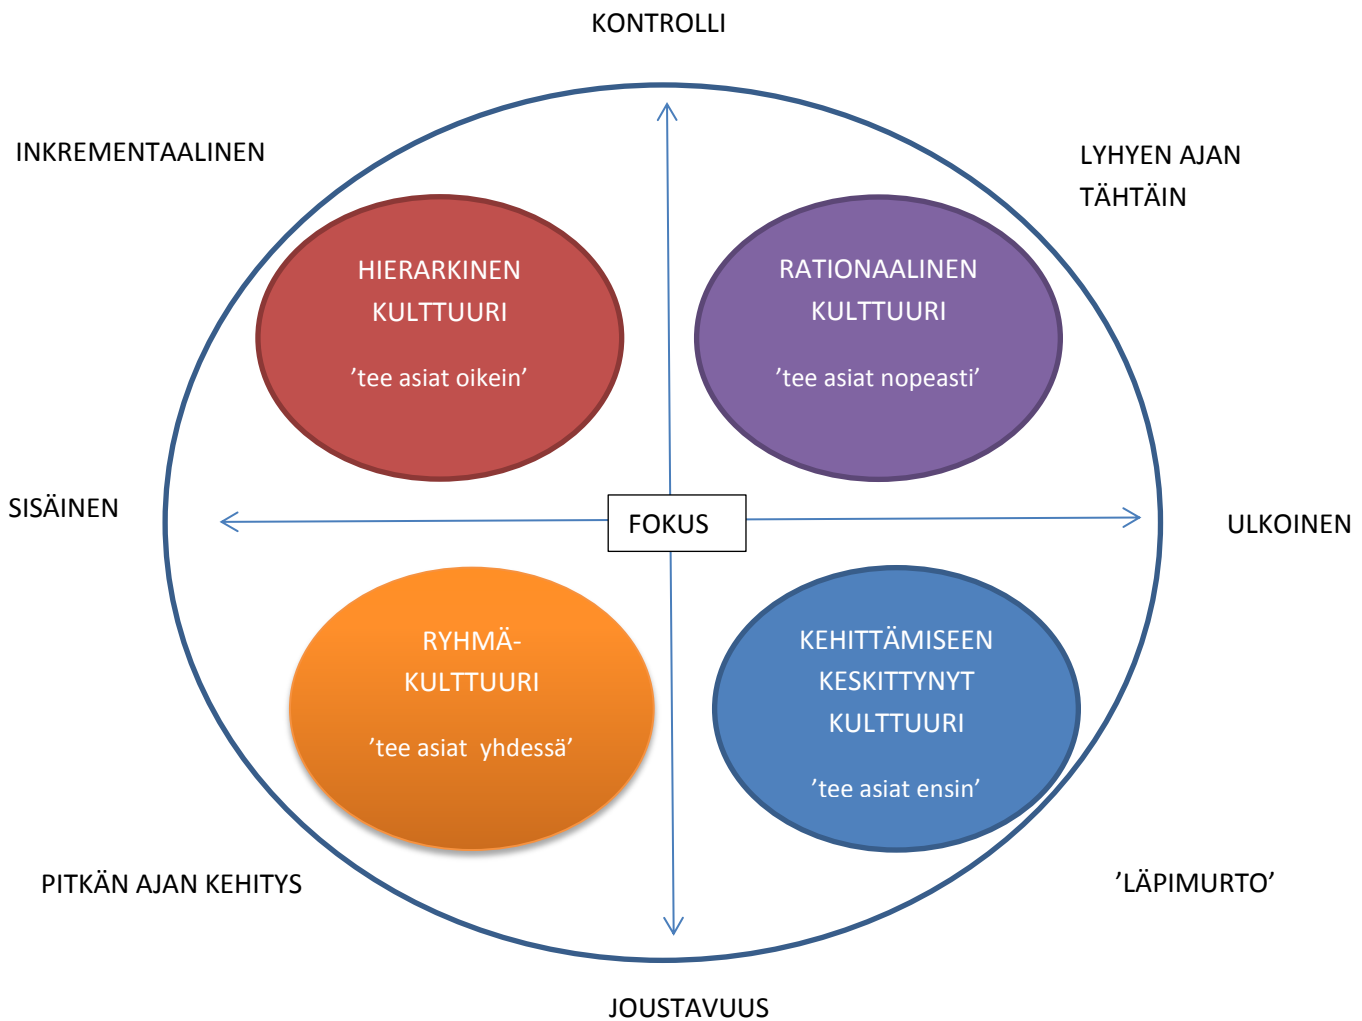 KONTROLLI
INKREMENTAALINEN
LYHYEN AJAN
TÄHTÄIN
HIERARKINEN
KULTTUURI
’tee asiat oikein’
RATIONAALINEN
KULTTUURI
’tee asiat nopeasti’
SISÄINEN
FOKUS
ULKOINEN
RYHMÄ-
KULTTUURI
’tee asiat  yhdessä’
KEHITTÄMISEEN
KESKITTYNYT
KULTTUURI
’tee asiat ensin’
PITKÄN AJAN KEHITYS
’LÄPIMURTO’
JOUSTAVUUS